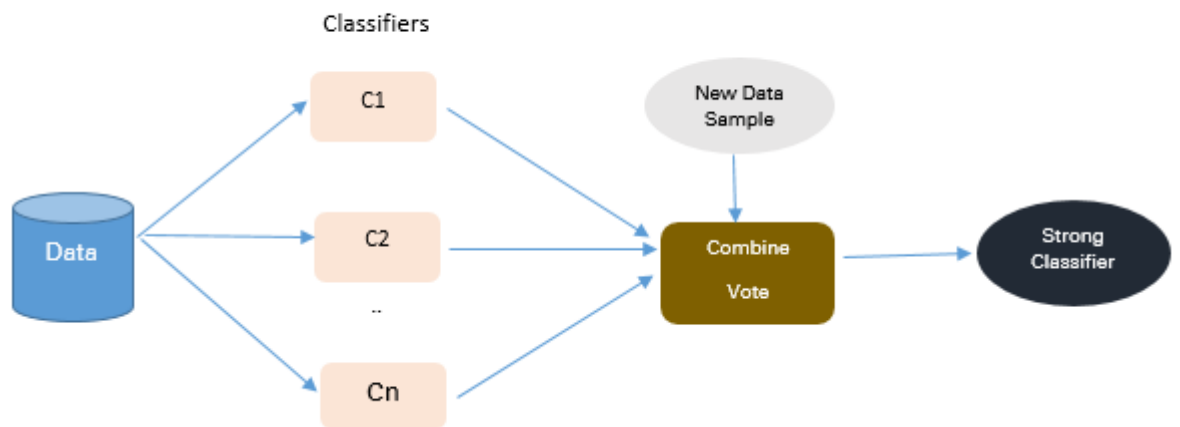 Classifiers
C1
New Data
Sample
Data
C2
..
Cn
Combine
Vote
Strong
Classifier